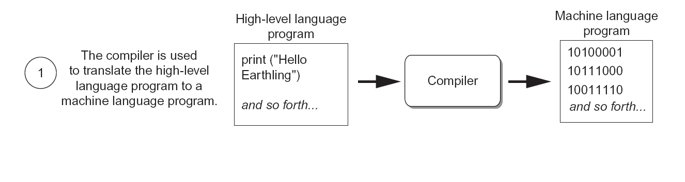 1
The compiler is used
to translate the high-level
language program to a
machine language program.
High-level language
program
print ("Hello
Earthling")
and so forth...
Compiler
Machine language
program
10100001
10111000
10011110
and so forth...